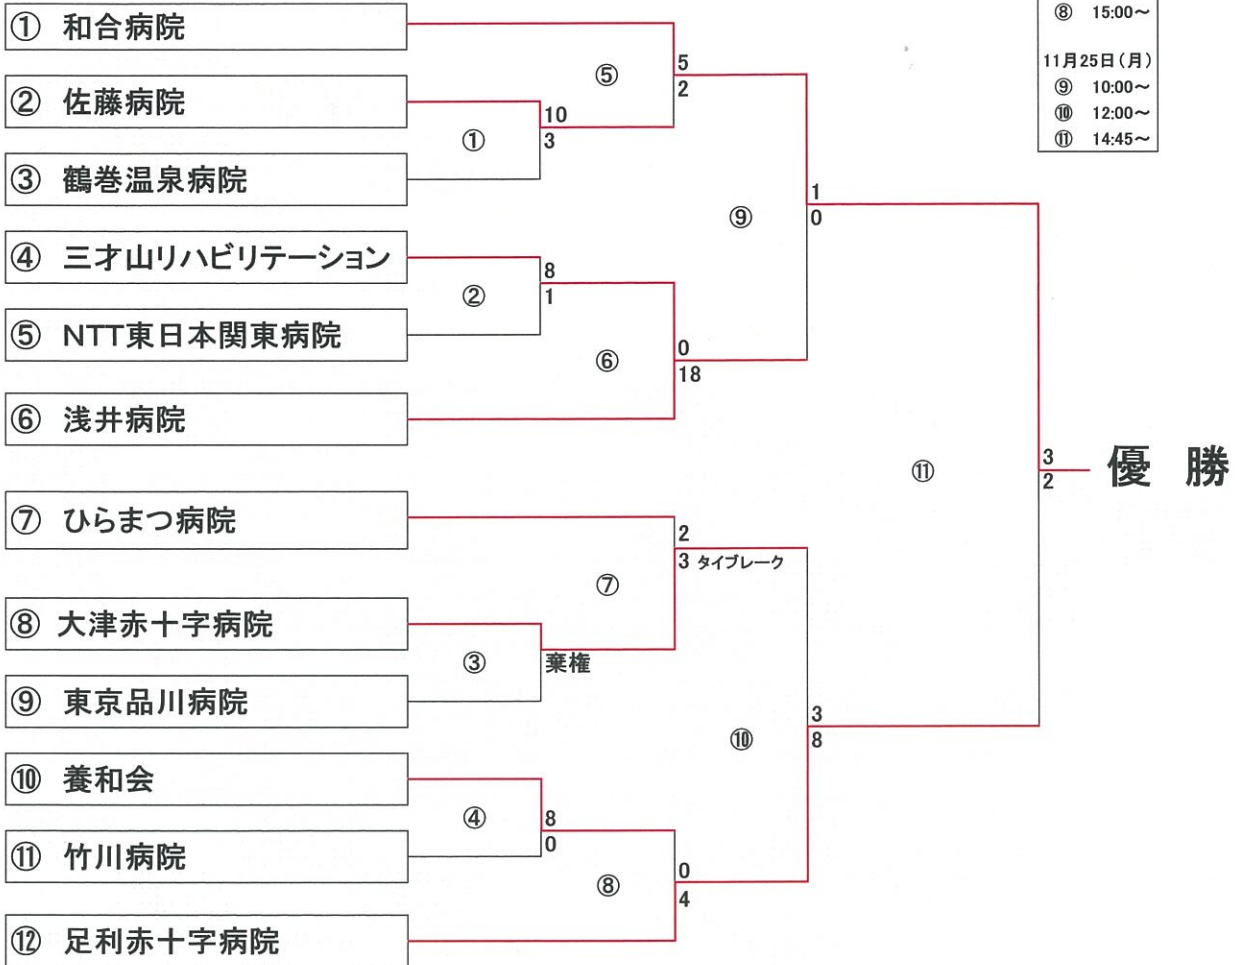 ⑧ 15:00～
11月25日(月)
⑨ 10:00～
⑩ 12:00～
⑪ 14:45～
① 和合病院
② 佐藤病院
③ 鶴巻温泉病院
④ 三才山リハビリテーション
⑤ NTT東日本関東病院
⑥ 浅井病院
⑦ ひらまつ病院
⑧ 大津赤十字病院
⑨ 東京品川病院
⑩ 養和会
⑪ 竹川病院
⑫ 足利赤十字病院
①
10
3
②
8
1
③
棄権
④
8
0
⑤
5
2
⑥
0
18
⑦
2
3 タイブレーク
⑧
0
4
⑨
1
0
⑩
3
8
⑪
3
2
優 勝